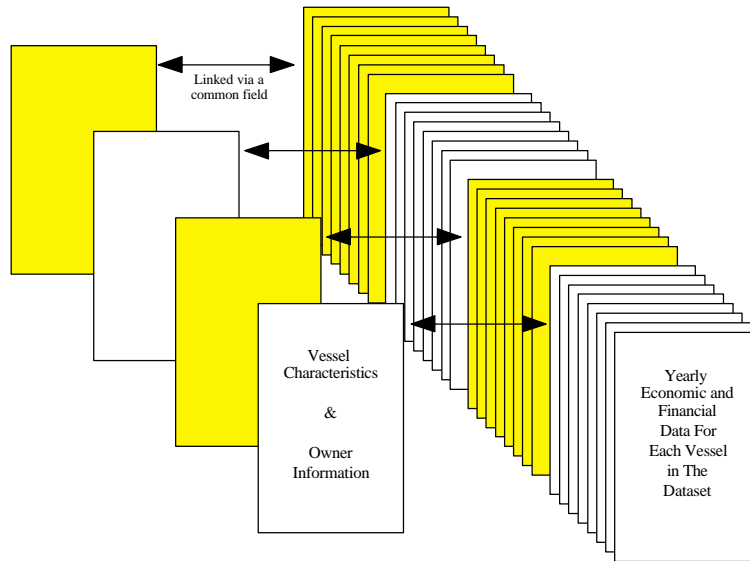 Linked via a
common field
Vessel
Characteristics
&
Owner
Information
Yearly
Economic and
Financial
Data For
Each Vessel
in The
Dataset